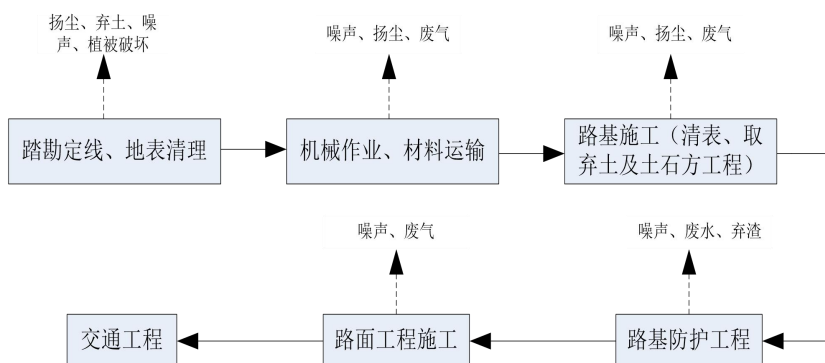 扬尘、弃土、噪
声、植被破坏
噪声、扬尘、废气
噪声、扬尘、废气
踏勘定线、地表清理
机械作业、材料运输
路基施工（清表、取
弃土及土石方工程）
噪声、废气
噪声、废水、弃渣
交通工程
路面工程施工
路基防护工程